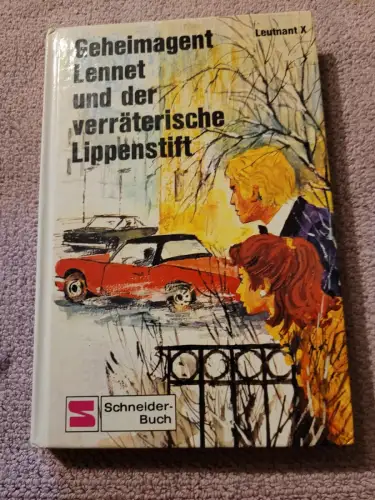 Leutnant X
Geheimagent
Lennet
und der
verräterische
Lippenstift
Schneider-
Buch